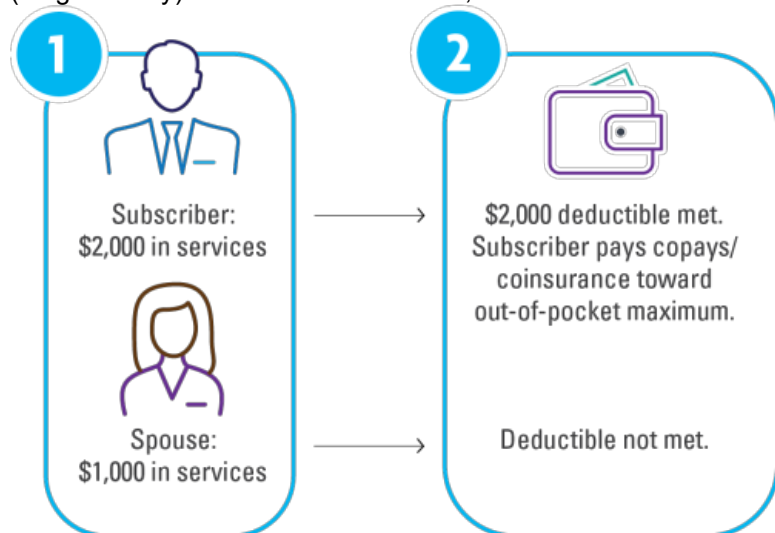 1
2
Subscriber:
$2,000 in services
$2,000 deductible met.
Subscriber pays copays/
coinsurance toward
out-of-pocket maximum.
Spouse:
$1,000 in services
Deductible not met.